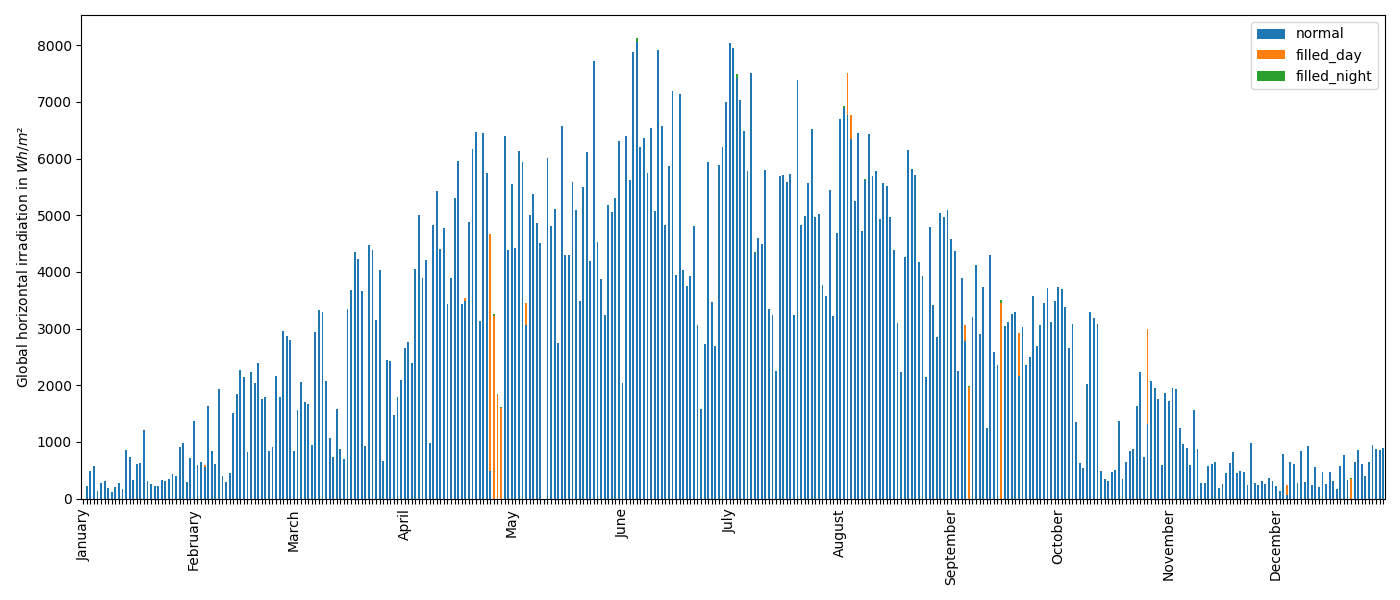 normal
filled_day
filled_night
Global horizontal irradiation in Wh/m²
8000
7000
6000
5000
4000
3000
2000
1000
0
January
February
March
April
May
June
July
August
September
October
November
December